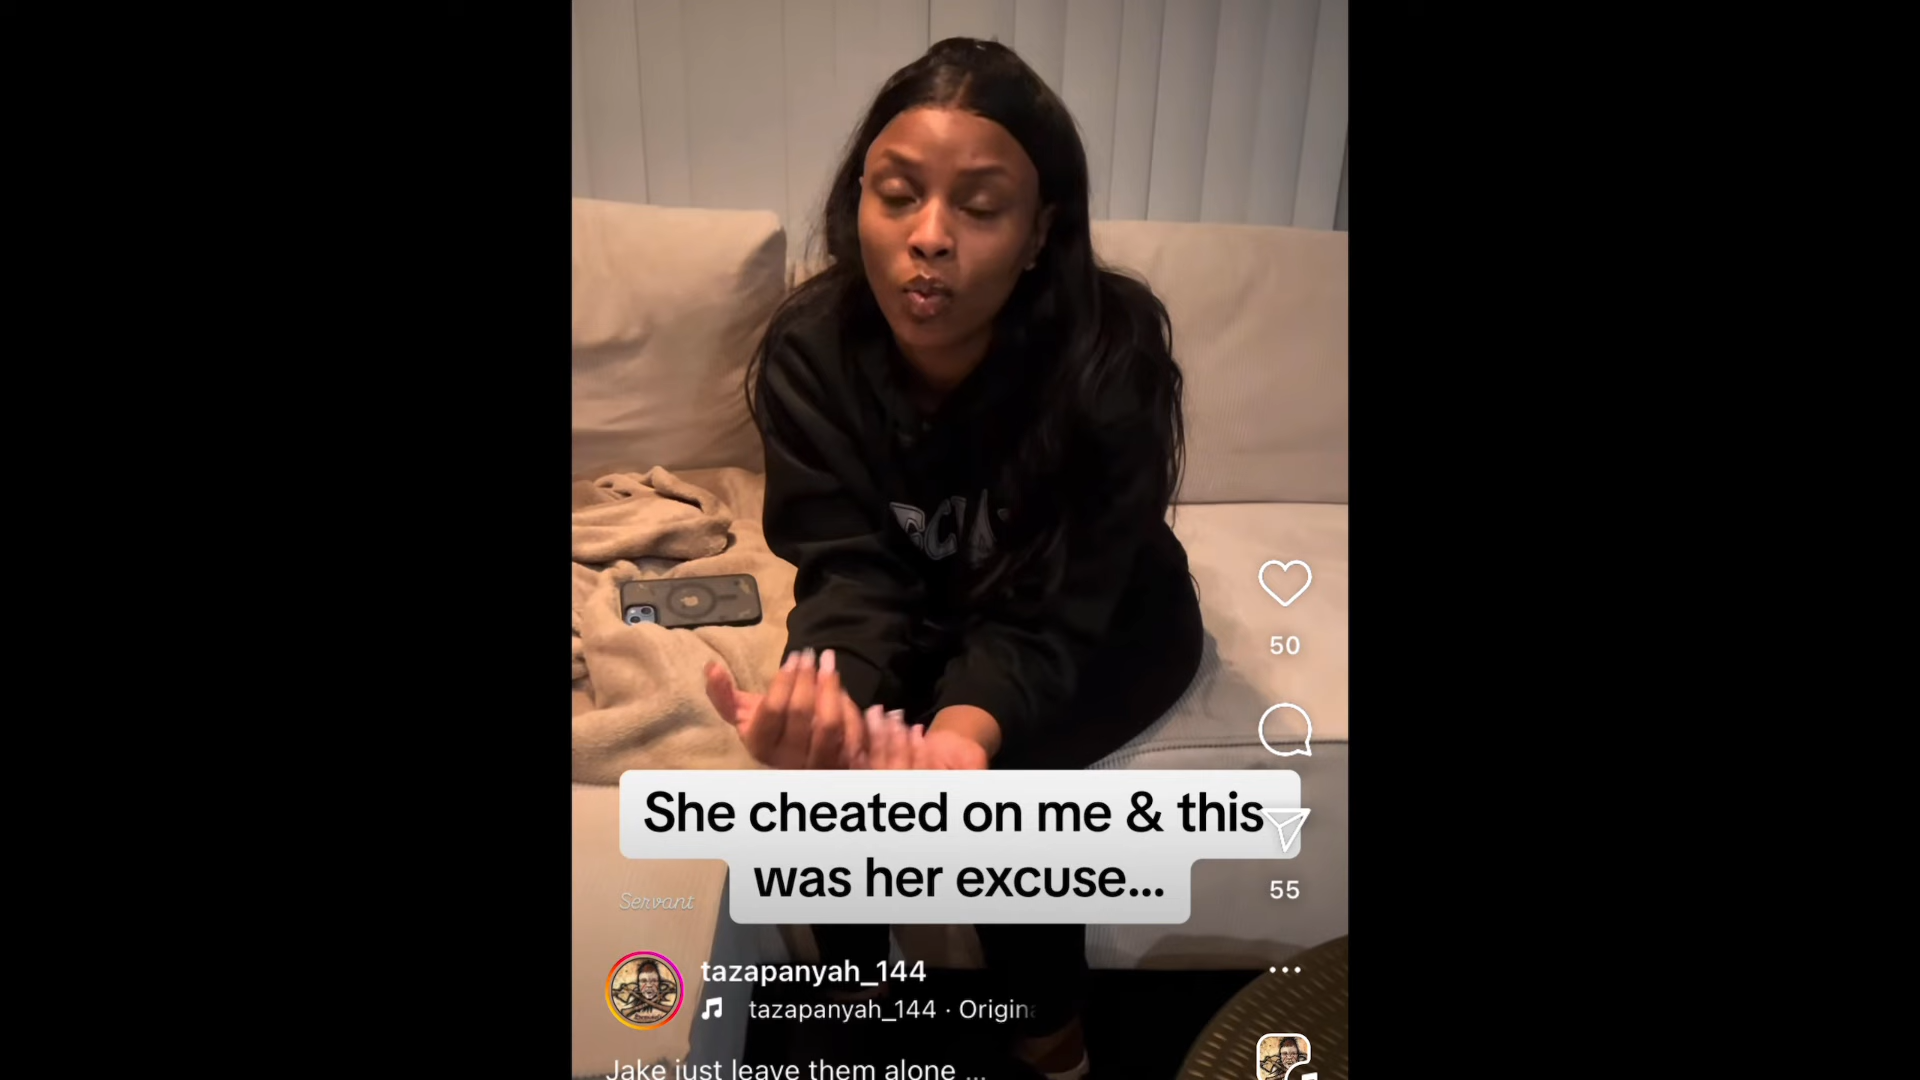 50
She cheated on me & this
was her excuse...
55
Servant
tazapanyah_144
tazapanyah_144 · Origin
Jake just leave them alone ...